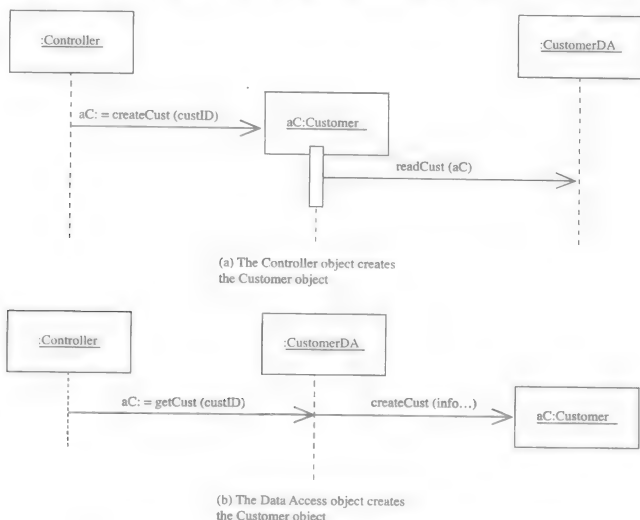 :Controller
:CustomerDA
aC: = createCust (custID)
aC:Customer
readCust (aC)
(a) The Controller object creates
the Customer object
:Controller
:CustomerDA
aC: = getCust (custID)
createCust (info...)
aC:Customer
(b) The Data Access object creates
the Customer object